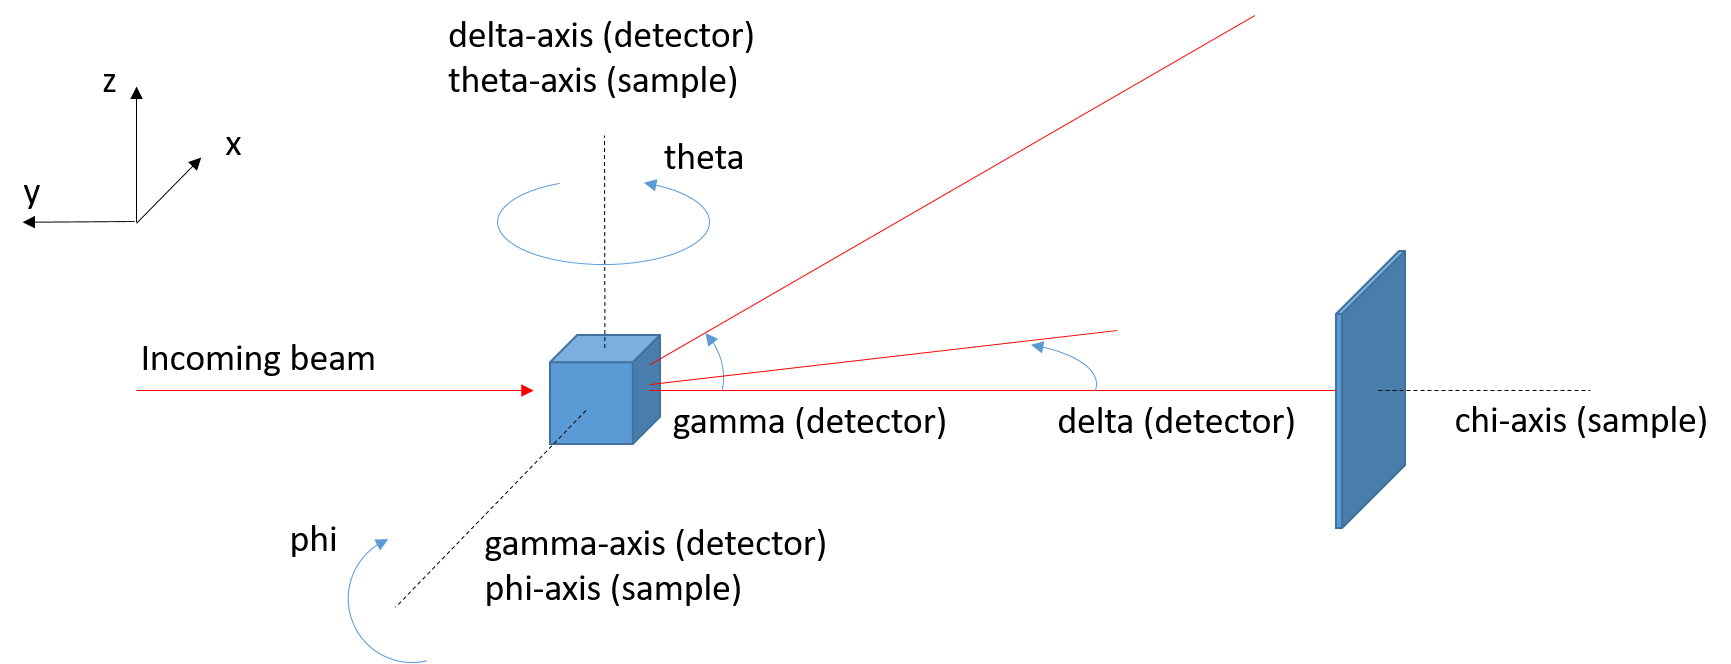 delta-axis (detector)
theta-axis (sample)
z
x
theta
y
Incoming beam
gamma (detector)
delta (detector)
chi-axis (sample)
phi
gamma-axis (detector)
phi-axis (sample)